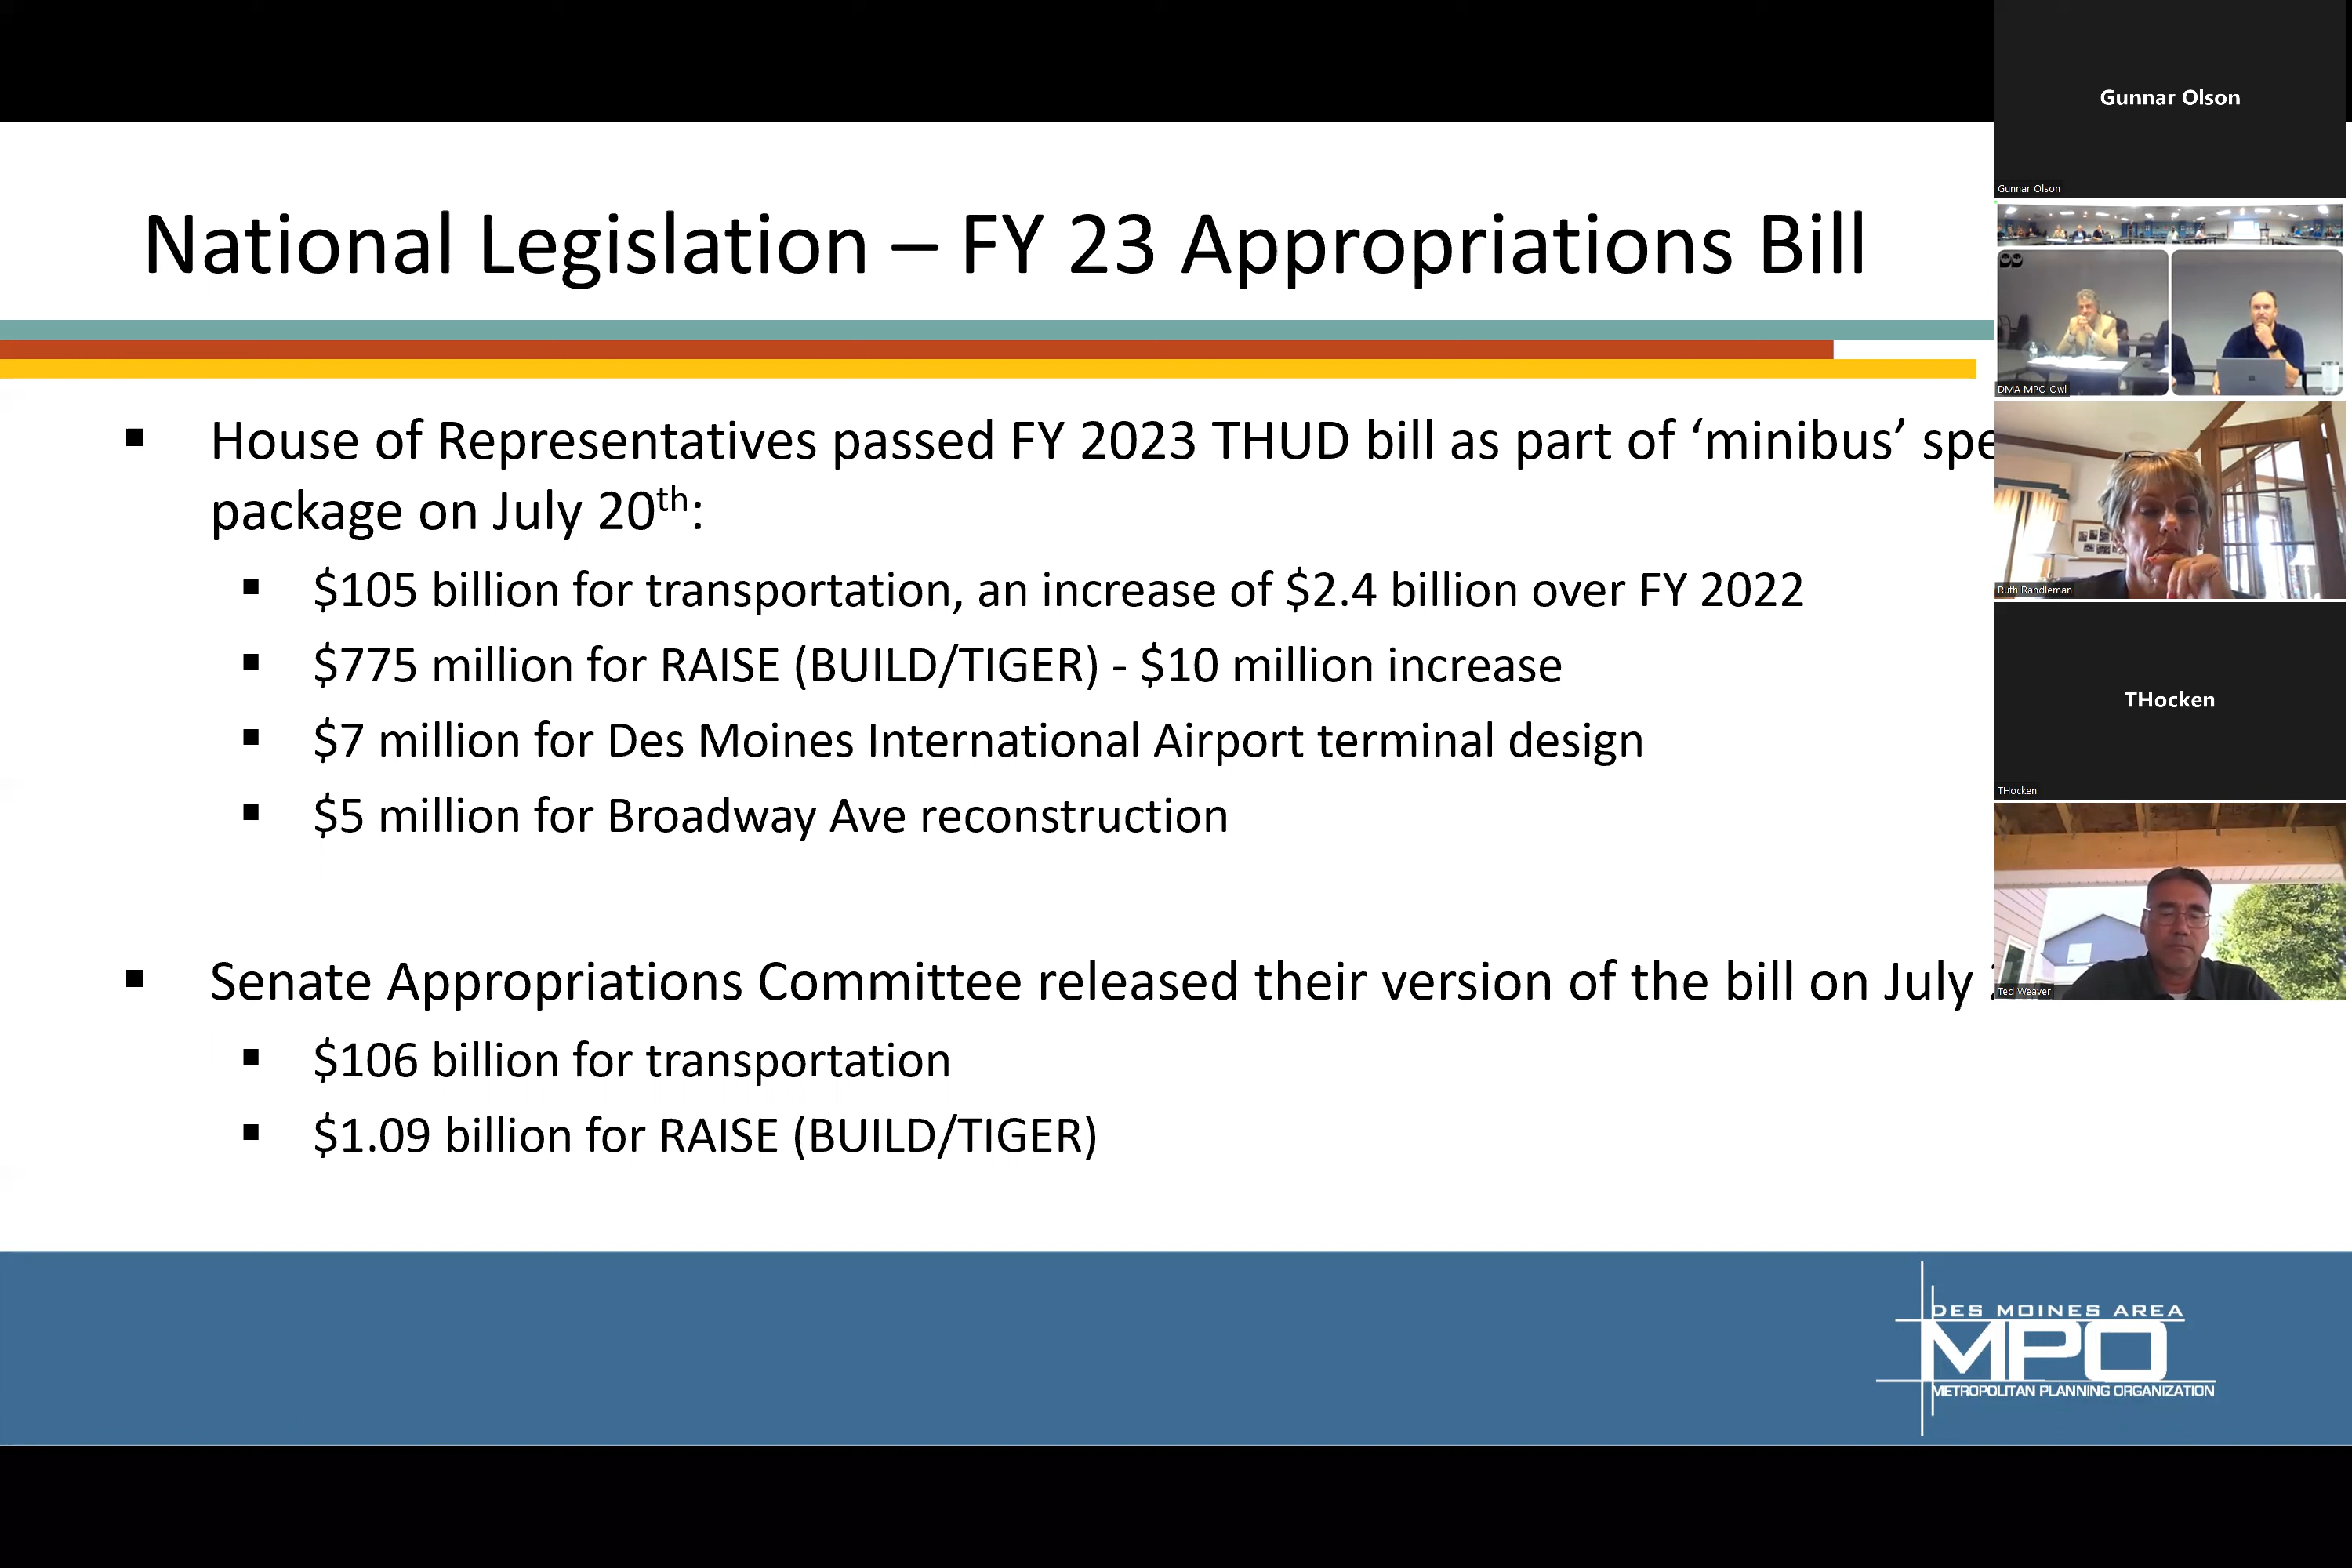 National Legislation – FY 23 Appropriations Bill
▪ House of Representatives passed FY 2023 THUD bill as part of ‘minibus’
package on July 20th:
▪ $105 billion for transportation, an increase of $2.4 billion over FY 2022
▪ $775 million for RAISE (BUILD/TIGER) - $10 million increase
▪ $7 million for Des Moines International Airport terminal design
▪ $5 million for Broadway Ave reconstruction
▪ Senate Appropriations Committee released their version of the bill on July
▪ $106 billion for transportation
▪ $1.09 billion for RAISE (BUILD/TIGER)
DES MOINES AREA
MPO
METROPOLITAN PLANNING ORGANIZATION
Gunnar Olson
Gunnar Olson
DMA MPO Owl
Ruth Randleman
THocken
THocken
Ted Weaver